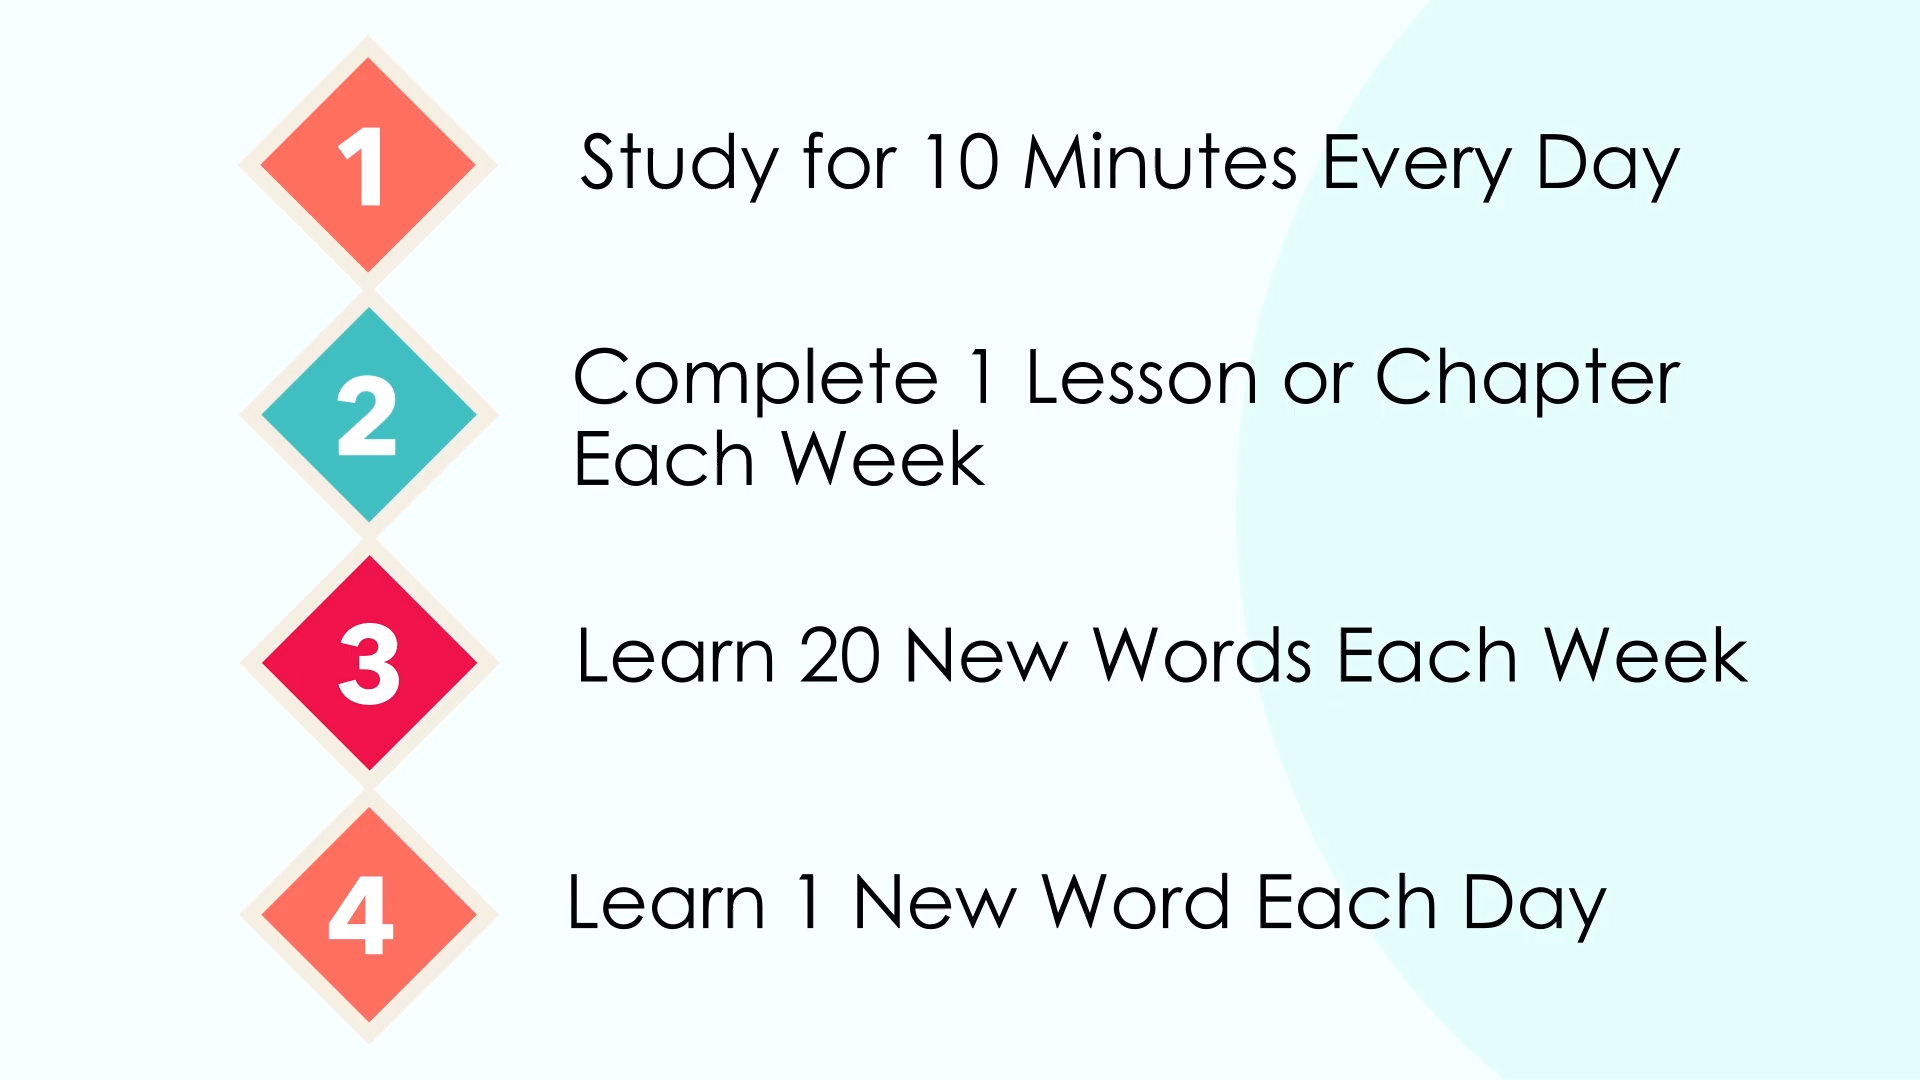 1
Study for 10 Minutes Every Day
2
Complete 1 Lesson or Chapter
Each Week
3
Learn 20 New Words Each Week
4
Learn 1 New Word Each Day